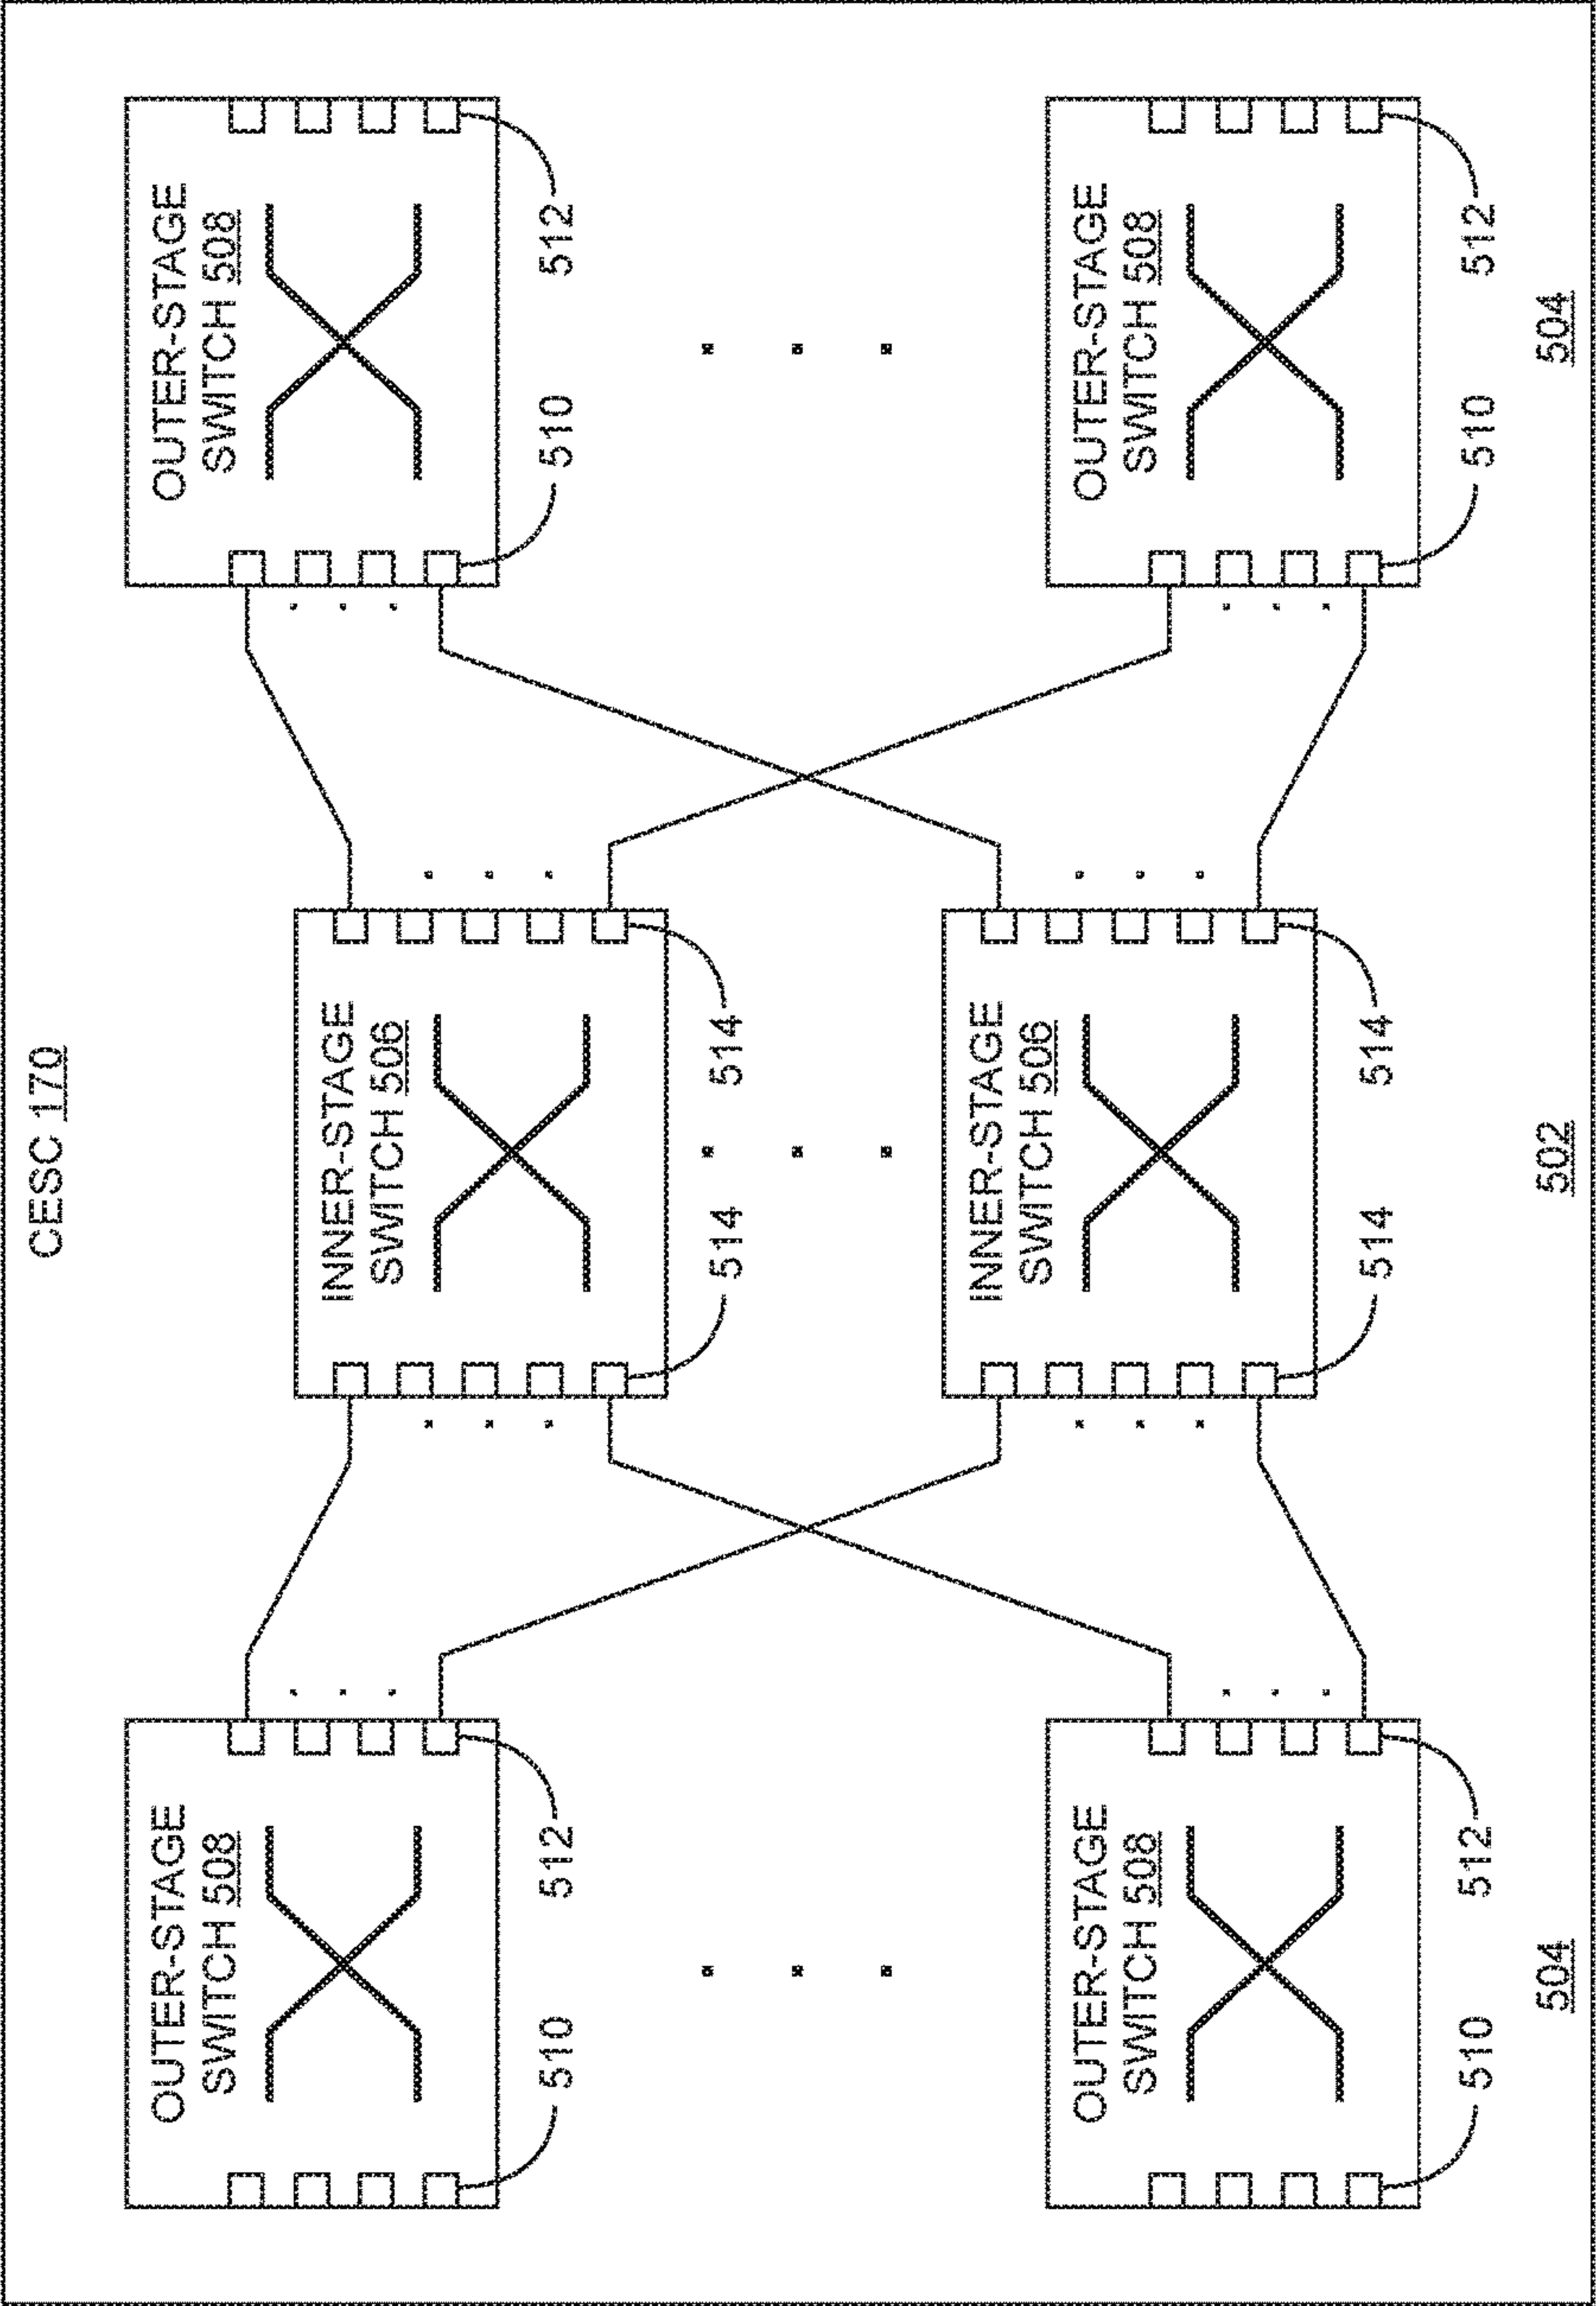 CESC 170
OUTER-STAGE
SWITCH 508
510
512
INNER-STAGE
SWITCH 506
514
514
OUTER-STAGE
SWITCH 508
510
512
OUTER-STAGE
SWITCH 508
510
512
INNER-STAGE
SWITCH 506
514
514
OUTER-STAGE
SWITCH 508
510
512
504
502
504